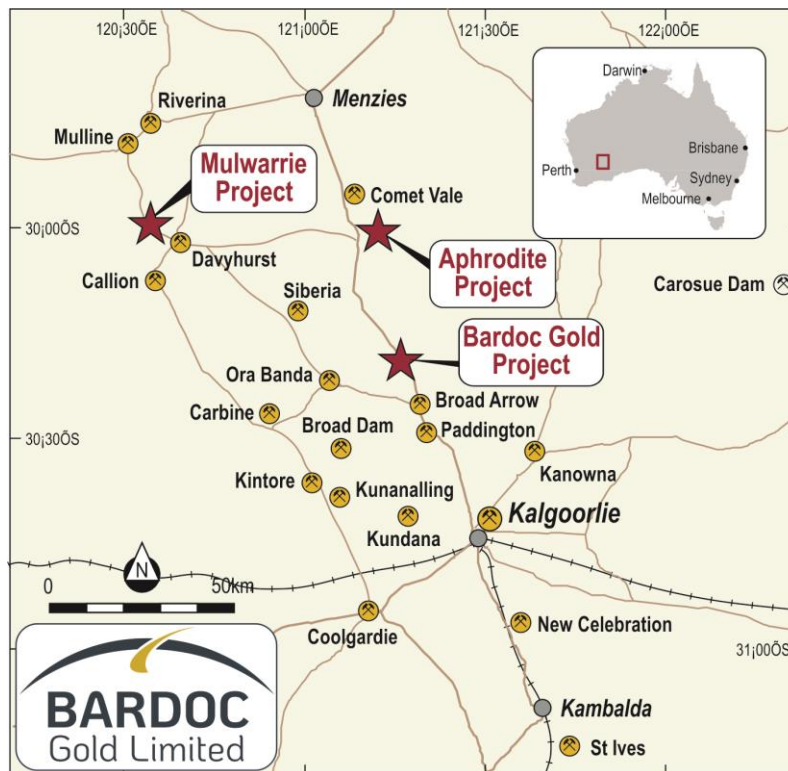 120¡30ÕE
121¡00ÕE
121¡30ÕE
122¡00ÕE
Riverina
Menzies
Mulline
Mulwarrie
Project
Comet Vale
Darwin
Brisbane
Perth
Sydney
Melbourne
30¡00ÕS
Davyhurst
Aphrodite
Project
Callion
Siberia
Carosue Dam
Bardoc Gold
Project
Ora Banda
Broad Arrow
Carbine
Broad Dam
Paddington
30¡30ÕS
Kanowna
Kintore
Kunanalling
Kalgoorlie
Kundana
N
0
50km
Coolgardie
New Celebration
31¡00ÕS
BARDOC
Gold Limited
Kambalda
St Ives